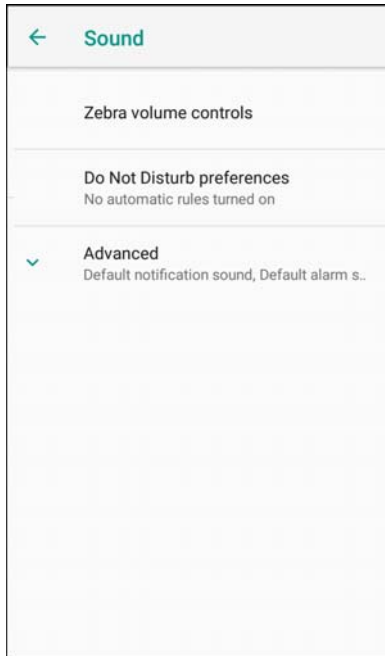 Sound
Zebra volume controls
Do Not Disturb preferences
No automatic rules turned on
Advanced
Default notification sound, Default alarm s..